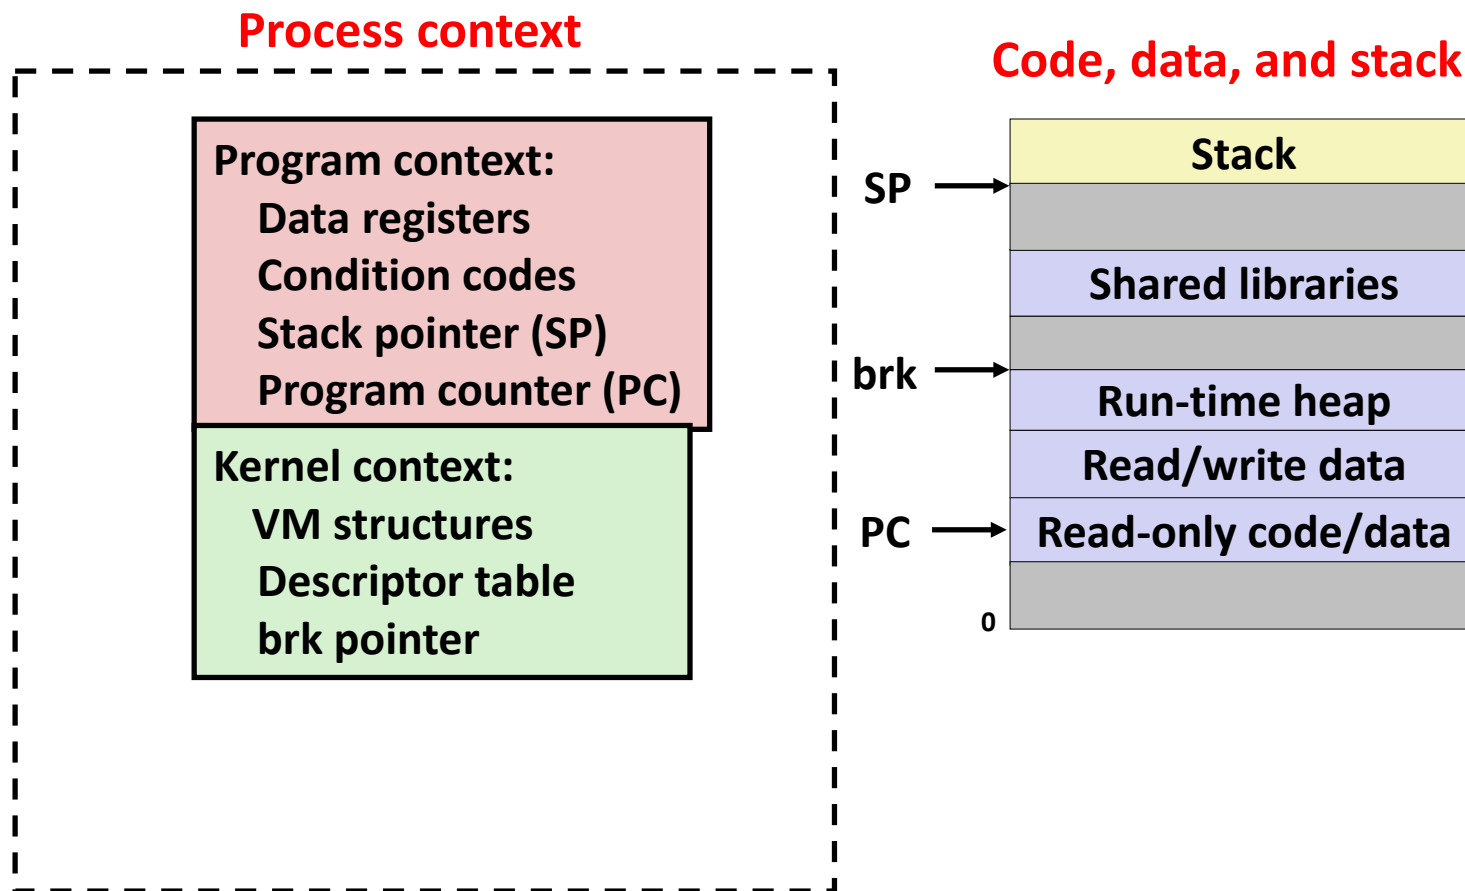 Process context
Program context:
Data registers
Condition codes
Stack pointer (SP)
Program counter (PC)
Kernel context:
VM structures
Descriptor table
brk pointer
Code, data, and stack
Stack
SP
Shared libraries
brk
Run-time heap
Read/write data
PC
Read-only code/data
0